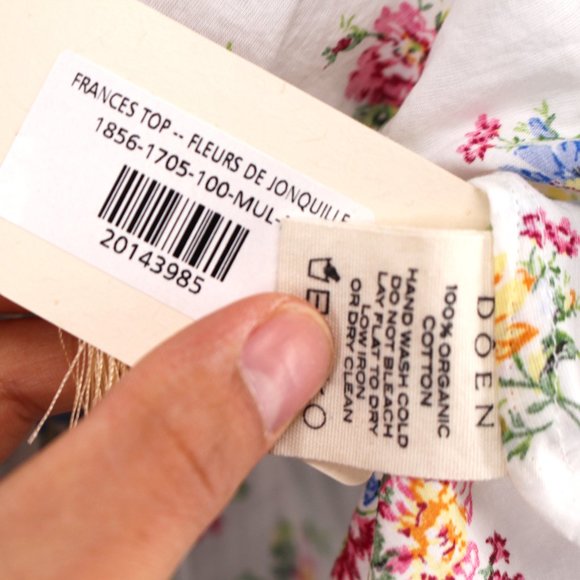 FRANCES TOP -- FLEURS DE JONQUILLE
1856-1705-100-MUL-
20143985
DÔEN
100% ORGANIC
COTTON
HAND WASH COLD
DO NOT BLEACH
LAY FLAT TO DRY
LOW IRON
OR DRY CLEAN